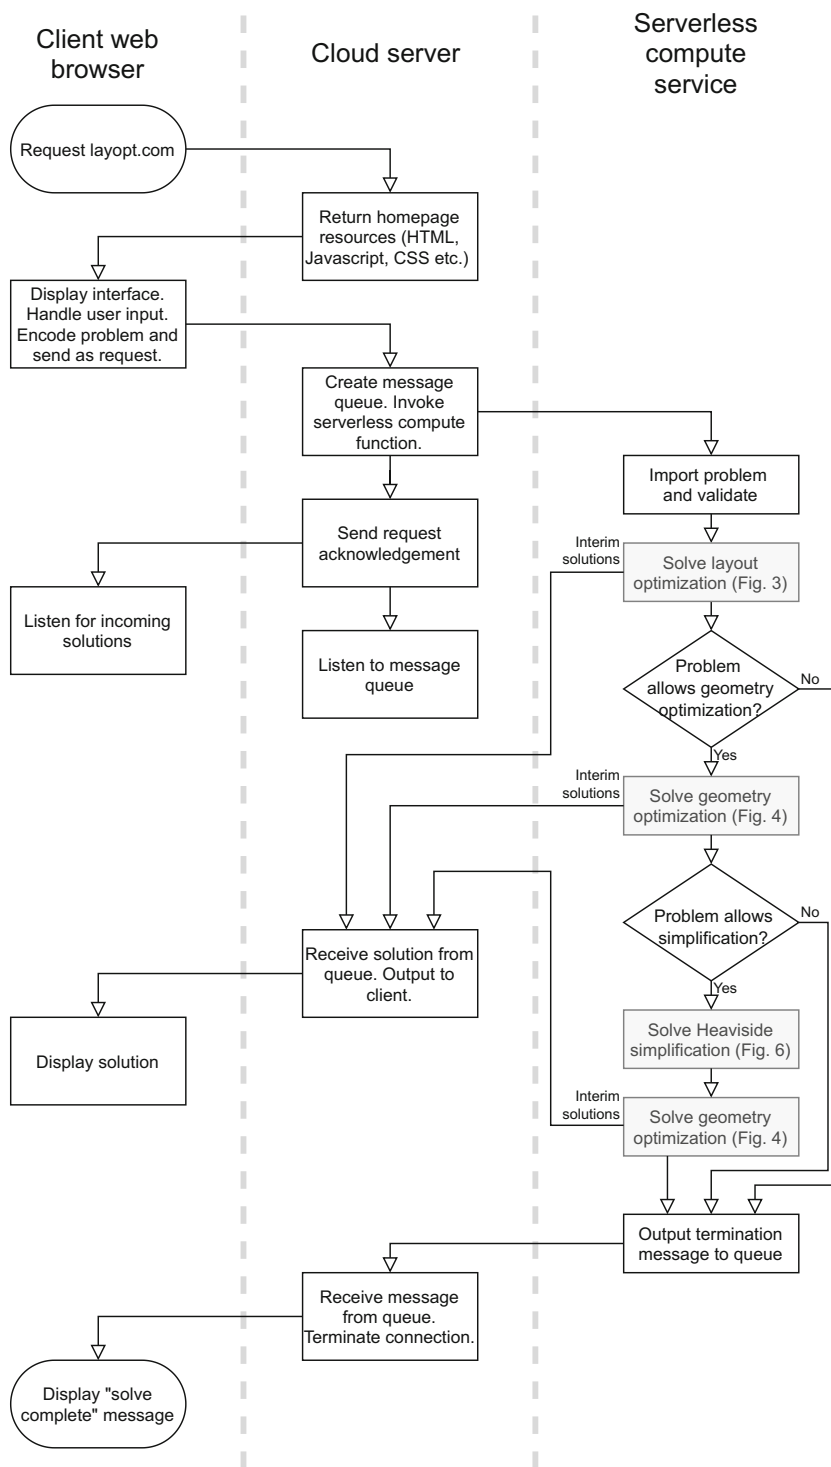 Client web
browser
Cloud server
Serverless
compute
service
Request layopt.com
Return homepage
resources (HTML,
Javascript, CSS etc.)
Display interface.
Handle user input.
Encode problem and
send as request.
Create message
queue. Invoke
serverless compute
function.
Import problem
and validate
Send request
acknowledgement
Interim
solutions
Solve layout
optimization (Fig. 3)
Listen for incoming
solutions
Listen to message
queue
Problem
allows geometry
optimization?
No
Yes
Interim
solutions
Solve geometry
optimization (Fig. 4)
Problem allows
simplification?
No
Yes
Receive solution from
queue. Output to
client.
Display solution
Solve Heaviside
simplification (Fig. 6)
Interim
solutions
Solve geometry
optimization (Fig. 4)
Output termination
message to queue
Receive message
from queue.
Terminate connection.
Display "solve
complete" message